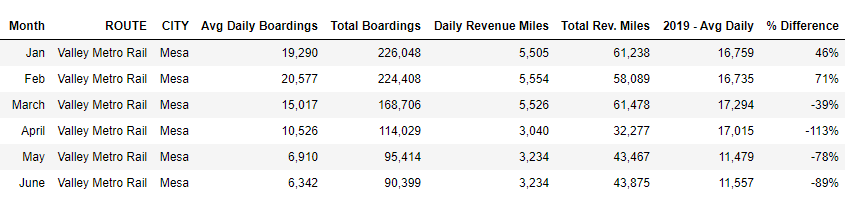 Month ROUTE CITY Avg Daily Boardings Total Boardings Daily Revenue Miles Total Rev. Miles 2019 - Avg Daily % Difference
Jan Valley Metro Rail Mesa 19,290 226,048 5,505 61,238 16,759 46%
Feb Valley Metro Rail Mesa 20,577 224,408 5,554 58,089 16,735 71%
March Valley Metro Rail Mesa 15,017 168,706 5,526 61,478 17,294 -39%
April Valley Metro Rail Mesa 10,526 114,029 3,040 32,277 17,015 -113%
May Valley Metro Rail Mesa 6,910 95,414 3,234 43,467 11,479 -78%
June Valley Metro Rail Mesa 6,342 90,399 3,234 43,875 11,557 -89%